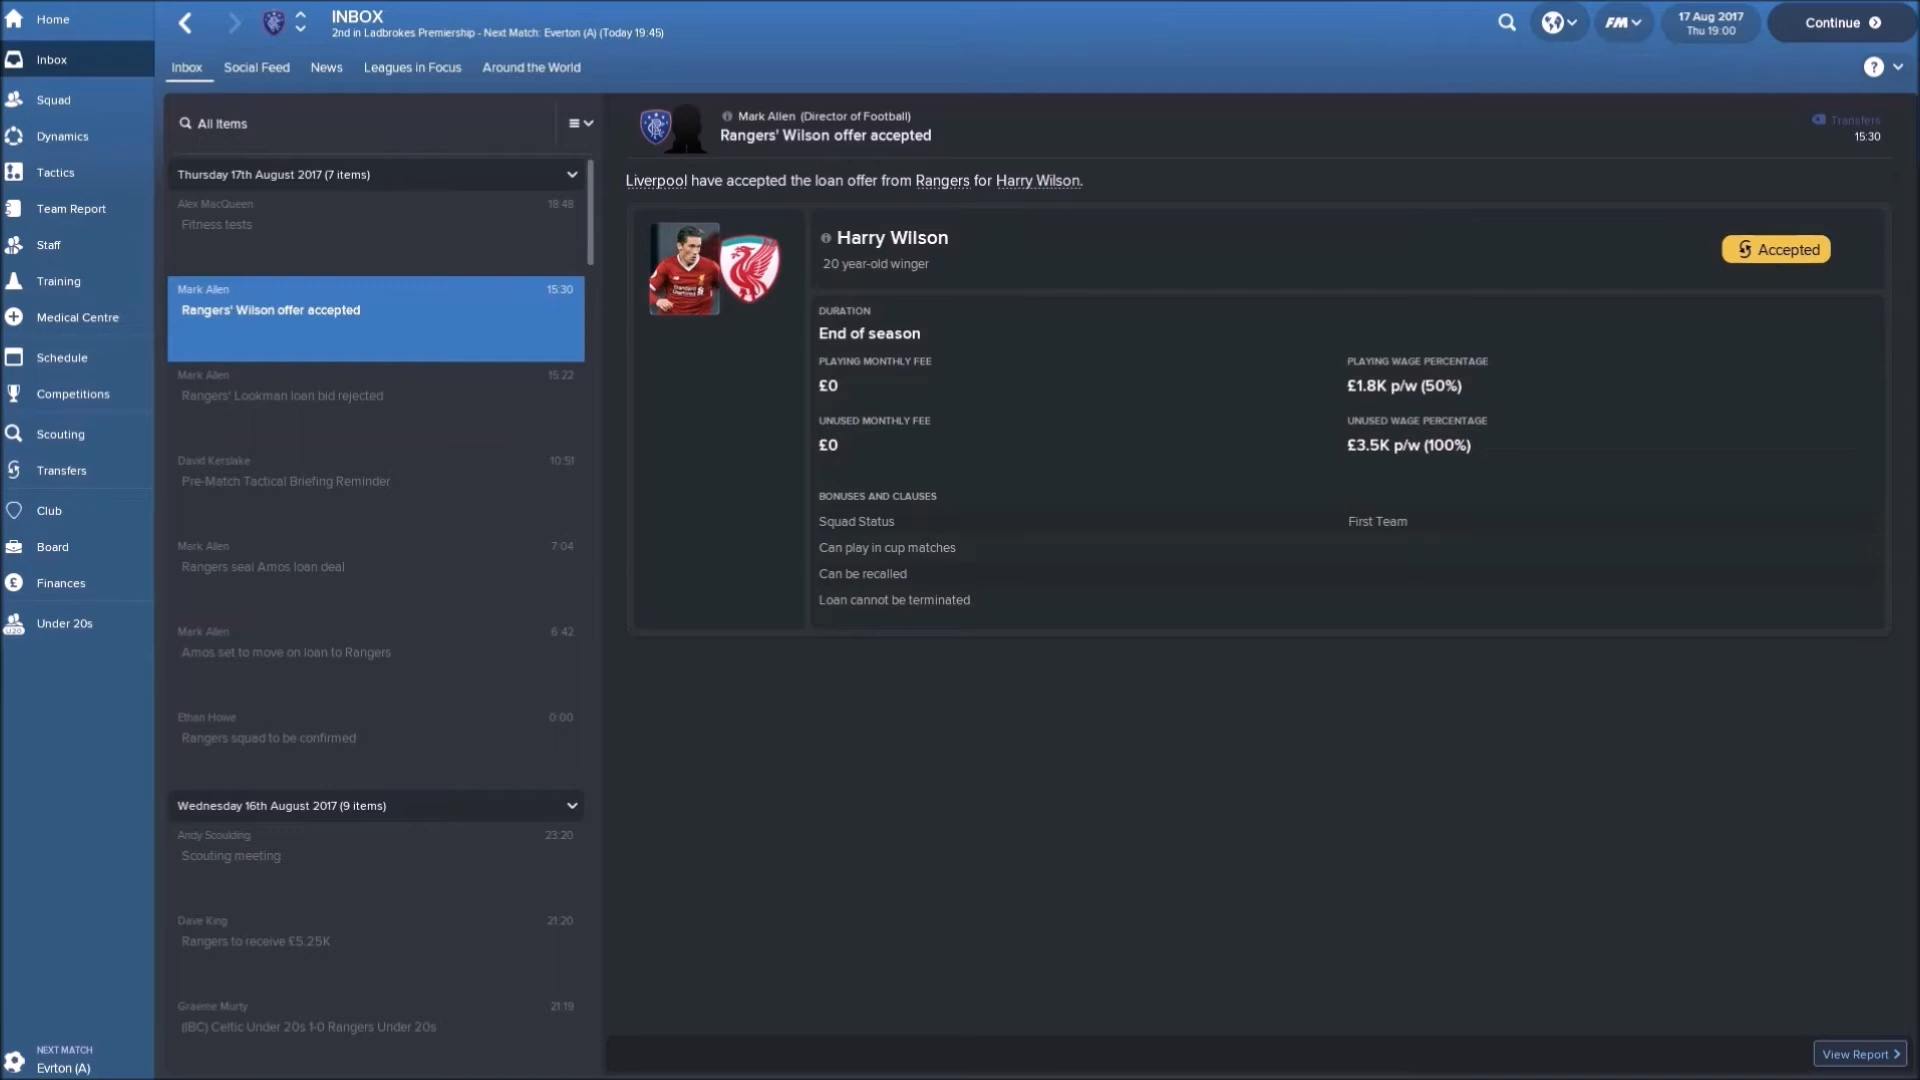 Home
Inbox
Squad
Dynamics
Tactics
Team Report
Staff
Training
Medical Centre
Schedule
Competitions
Scouting
Transfers
Club
Board
Finances
Under 20s
NEXT MATCH
Evrton (A)
INBOX
2nd in Ladbrokes Premiership - Next Match: Everton (A) (Today 19:45)
FM
17 Aug 2017
Thu 19:00
Continue
Inbox Social Feed News Leagues in Focus Around the World
?
All Items
Thursday 17th August 2017 (7 items)
Alex MacQueen 18:48
Fitness tests
Mark Allen 15:30
Rangers' Wilson offer accepted
Mark Allen 15:22
Rangers' Lookman loan bid rejected
David Kerslake 10:51
Pre-Match Tactical Briefing Reminder
Mark Allen 7:04
Rangers seal Amos loan deal
Mark Allen 6:42
Amos set to move on loan to Rangers
Ethan Howe 0:00
Rangers squad to be confirmed
Wednesday 16th August 2017 (9 items)
Andy Scoulding 23:20
Scouting meeting
Dave King 21:20
Rangers to receive £5.25K
Graeme Murty 21:19
(IBC) Celtic Under 20s 1-0 Rangers Under 20s
Mark Allen (Director of Football)
Rangers' Wilson offer accepted
Transfers
15:30
Liverpool have accepted the loan offer from Rangers for Harry Wilson.
Harry Wilson
20 year-old winger
Accepted
DURATION
End of season
PLAYING MONTHLY FEE PLAYING WAGE PERCENTAGE
£0 £1.8K p/w (50%)
UNUSED MONTHLY FEE UNUSED WAGE PERCENTAGE
£0 £3.5K p/w (100%)
BONUSES AND CLAUSES
Squad Status First Team
Can play in cup matches
Can be recalled
Loan cannot be terminated
View Report